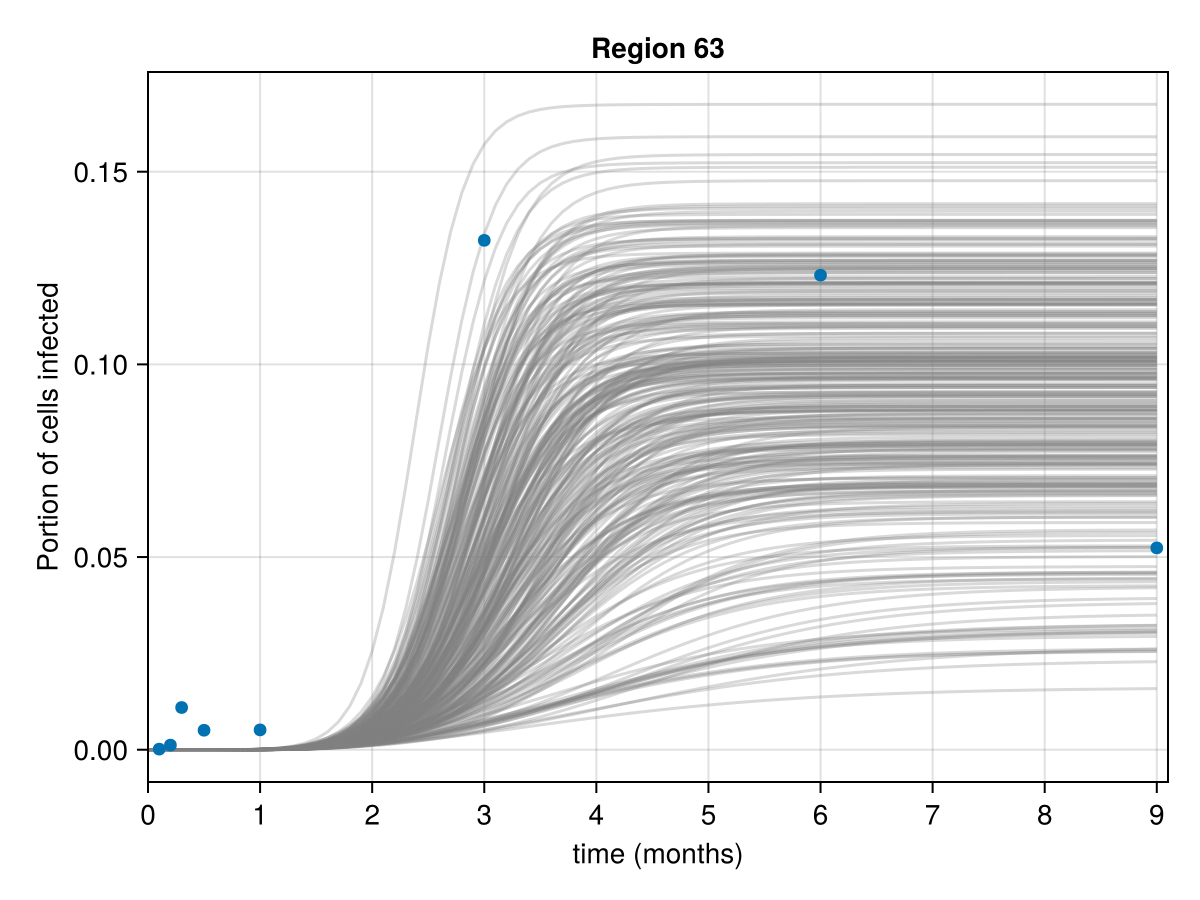 Region 63
Portion of cells infected
0.15
0.10
0.05
0.00
0 1 2 3 4 5 6 7 8 9
time (months)